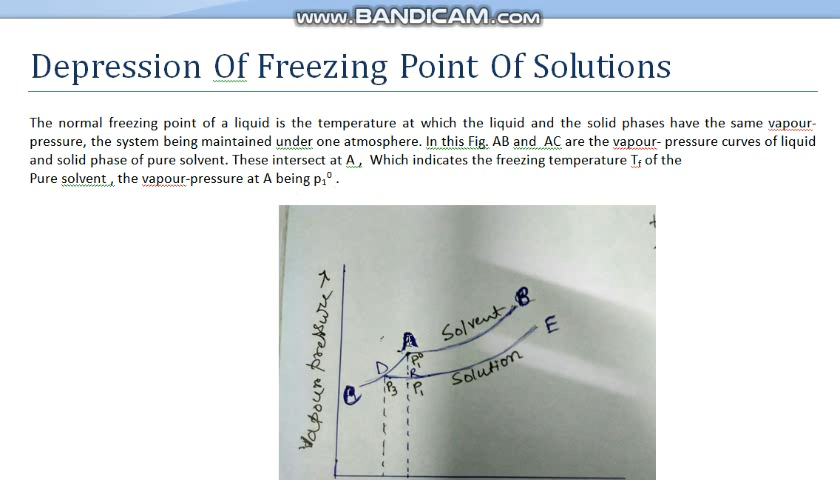 www.BANDICAM.com
Depression Of Freezing Point Of Solutions
The normal freezing point of a liquid is the temperature at which the liquid and the solid phases have the same vapour-
pressure, the system being maintained under one atmosphere. In this Fig. AB and AC are the vapour- pressure curves of liquid
and solid phase of pure solvent. These intersect at A , Which indicates the freezing temperature Tf of the
Pure solvent , the vapour-pressure at A being p₁⁰ .
Vapour pressure →
Solvent B
A
E
P₁⁰
D
R
Solution
P₃
P₁
C